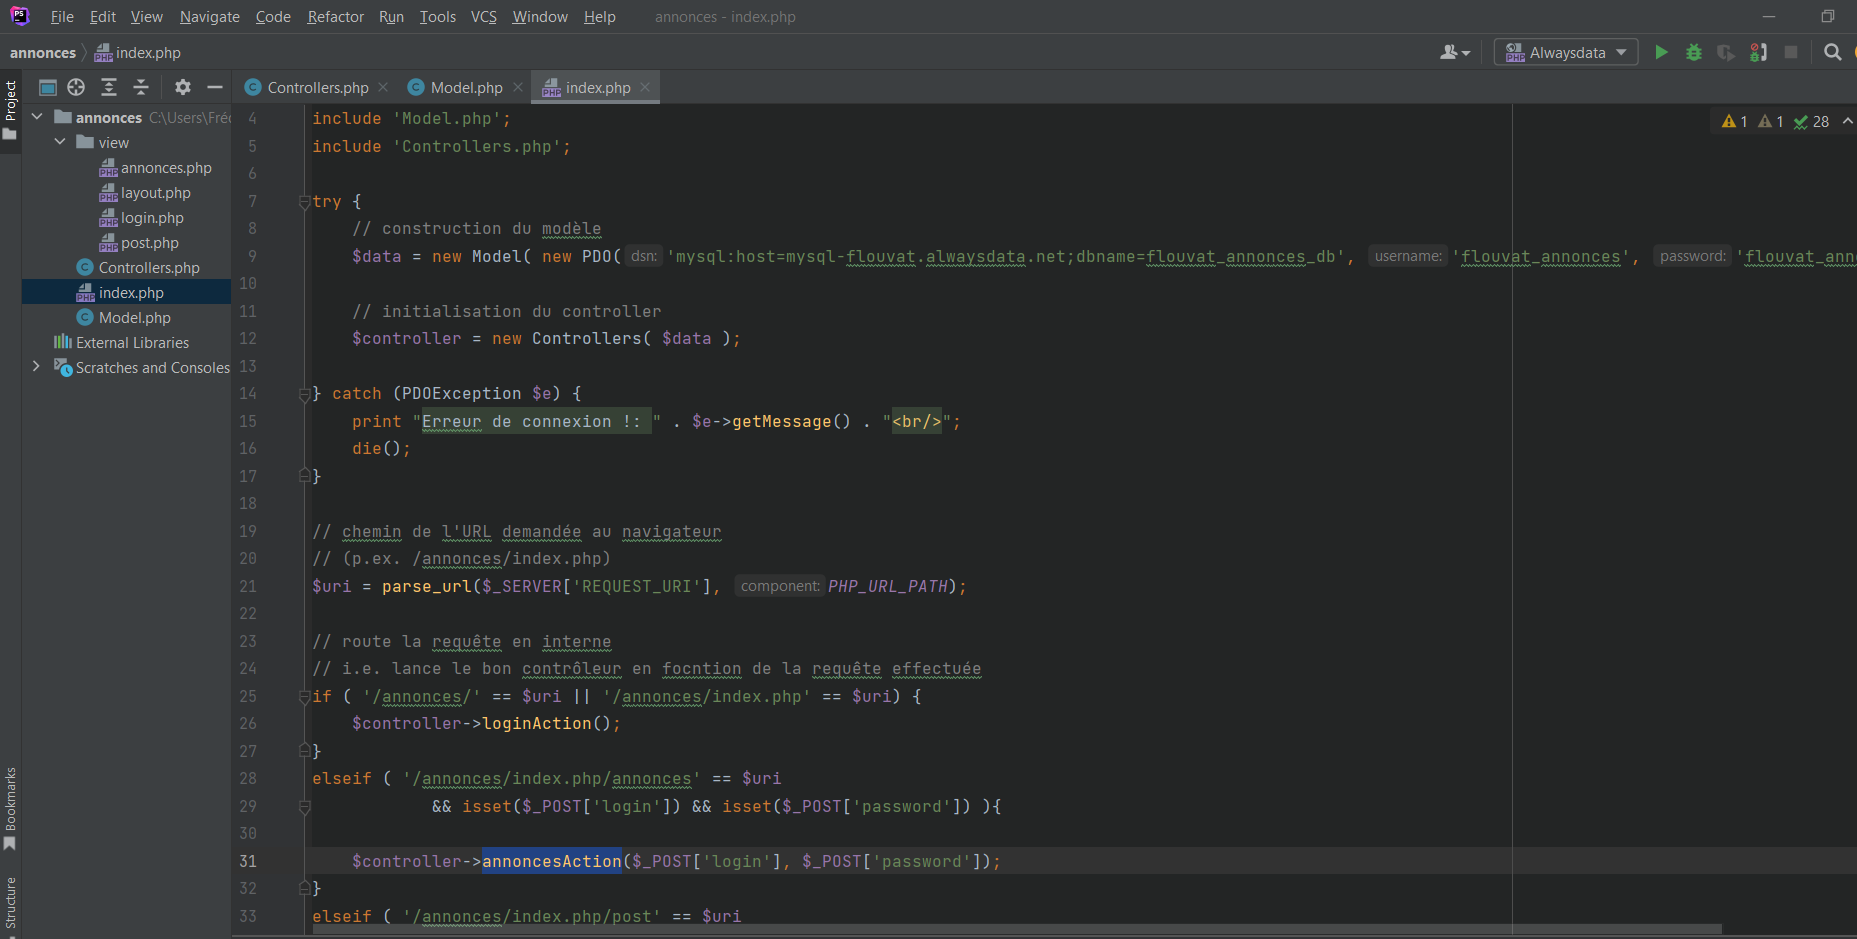 File Edit View Navigate Code Refactor Run Tools VCS Window Help annonces - index.php
annonces index.php Alwaysdata
Project
Controllers.php Model.php index.php
annonces C:\Users\Fréd
view
annonces.php
layout.php
login.php
post.php
Controllers.php
index.php
Model.php
External Libraries
Scratches and Consoles
Bookmarks
Structure
1 1 28
4 include 'Model.php';
5 include 'Controllers.php';
6
7 try {
8 // construction du modèle
9 $data = new Model( new PDO( dsn: 'mysql:host=mysql-flouvat.alwaysdata.net;dbname=flouvat_annonces_db', username: 'flouvat_annonces', password: 'flouvat_ann
10
11 // initialisation du controller
12 $controller = new Controllers( $data );
13
14 } catch (PDOException $e) {
15 print "Erreur de connexion !: " . $e->getMessage() . "<br/>";
16 die();
17 }
18
19 // chemin de l'URL demandée au navigateur
20 // (p.ex. /annonces/index.php)
21 $uri = parse_url($_SERVER['REQUEST_URI'], component: PHP_URL_PATH);
22
23 // route la requête en interne
24 // i.e. lance le bon contrôleur en focntion de la requête effectuée
25 if ( '/annonces/' == $uri || '/annonces/index.php' == $uri) {
26 $controller->loginAction();
27 }
28 elseif ( '/annonces/index.php/annonces' == $uri
29 && isset($_POST['login']) && isset($_POST['password']) ){
30
31 $controller->annoncesAction($_POST['login'], $_POST['password']);
32 }
33 elseif ( '/annonces/index.php/post' == $uri